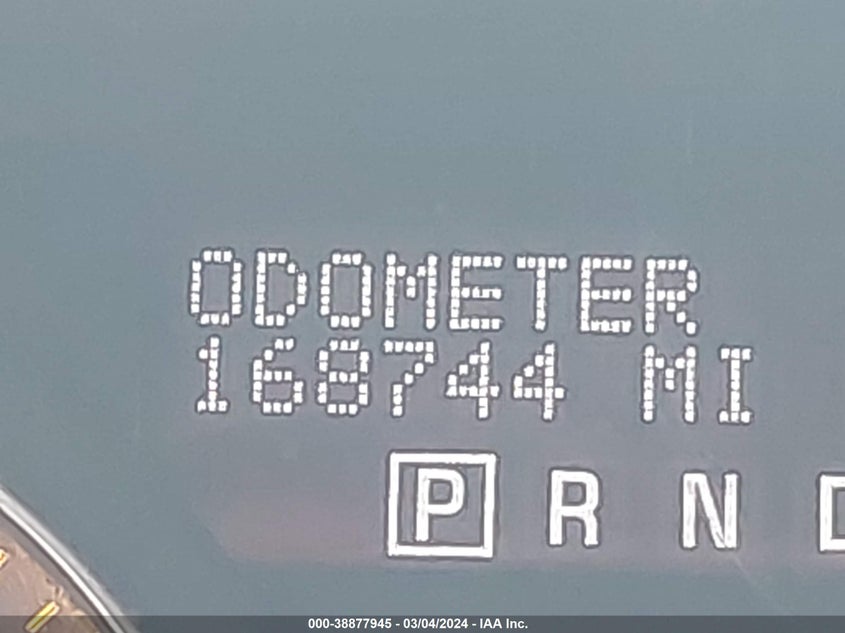 ODOMETER
168744 MI
P R N
000-38877945 - 03/04/2024 - IAA Inc.